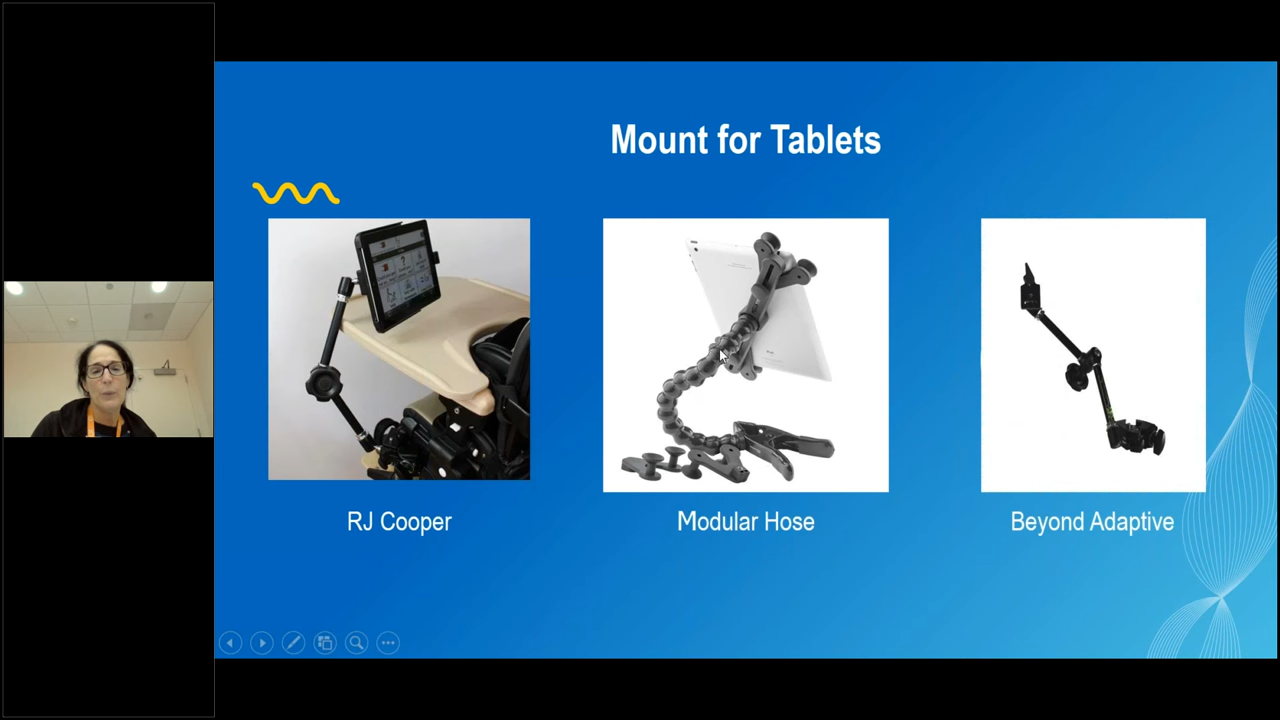 Mount for Tablets
RJ Cooper
Modular Hose
Beyond Adaptive